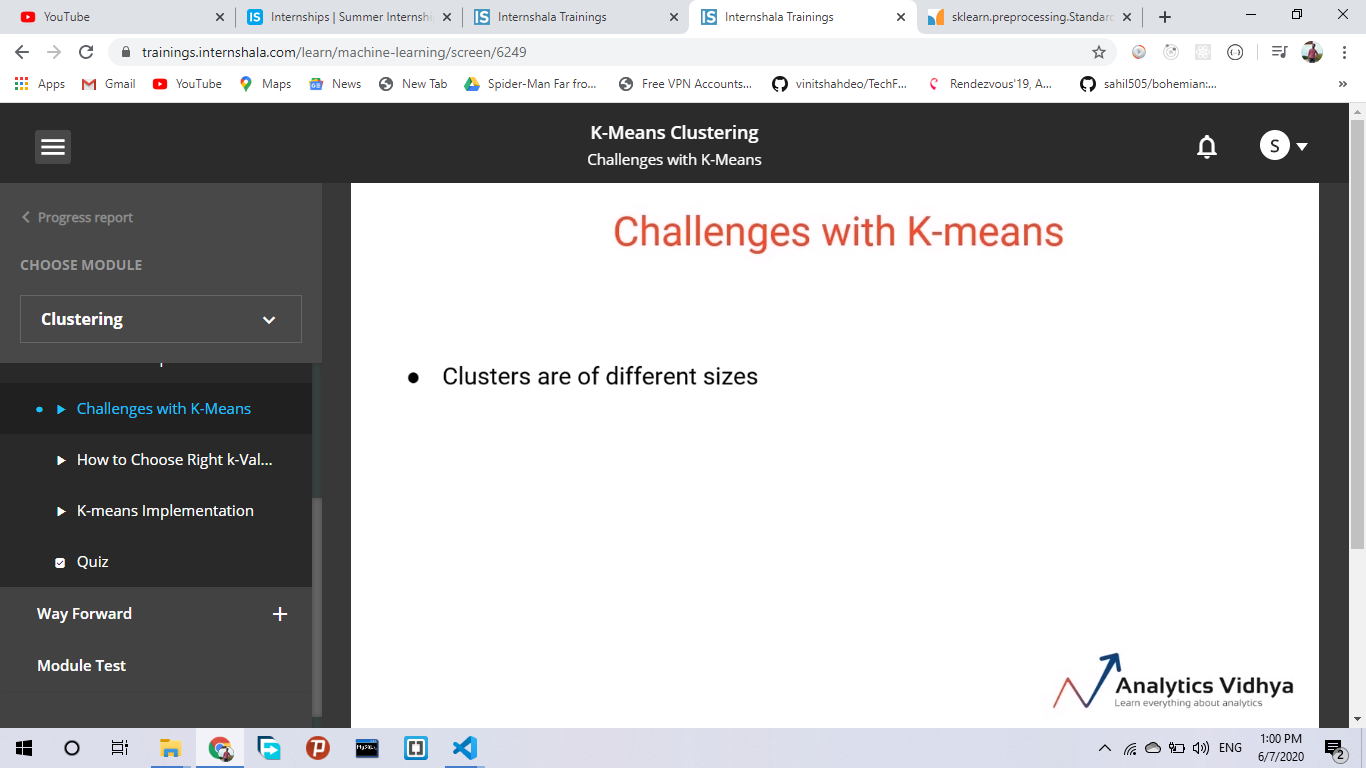 YouTube
Internships | Summer Internshi
Internshala Trainings
Internshala Trainings
sklearn.preprocessing.Standard
trainings.internshala.com/learn/machine-learning/screen/6249
Apps
Gmail
YouTube
Maps
News
New Tab
Spider-Man Far fro...
Free VPN Accounts...
vinitshahdeo/TechF...
Rendezvous'19, A...
sahil505/bohemian:...
»
K-Means Clustering
Challenges with K-Means
S
Progress report
CHOOSE MODULE
Clustering
Challenges with K-Means
How to Choose Right k-Val...
K-means Implementation
Quiz
Way Forward
Module Test
Challenges with K-means
● Clusters are of different sizes
Analytics Vidhya
Learn everything about analytics
ENG
1:00 PM
6/7/2020
2